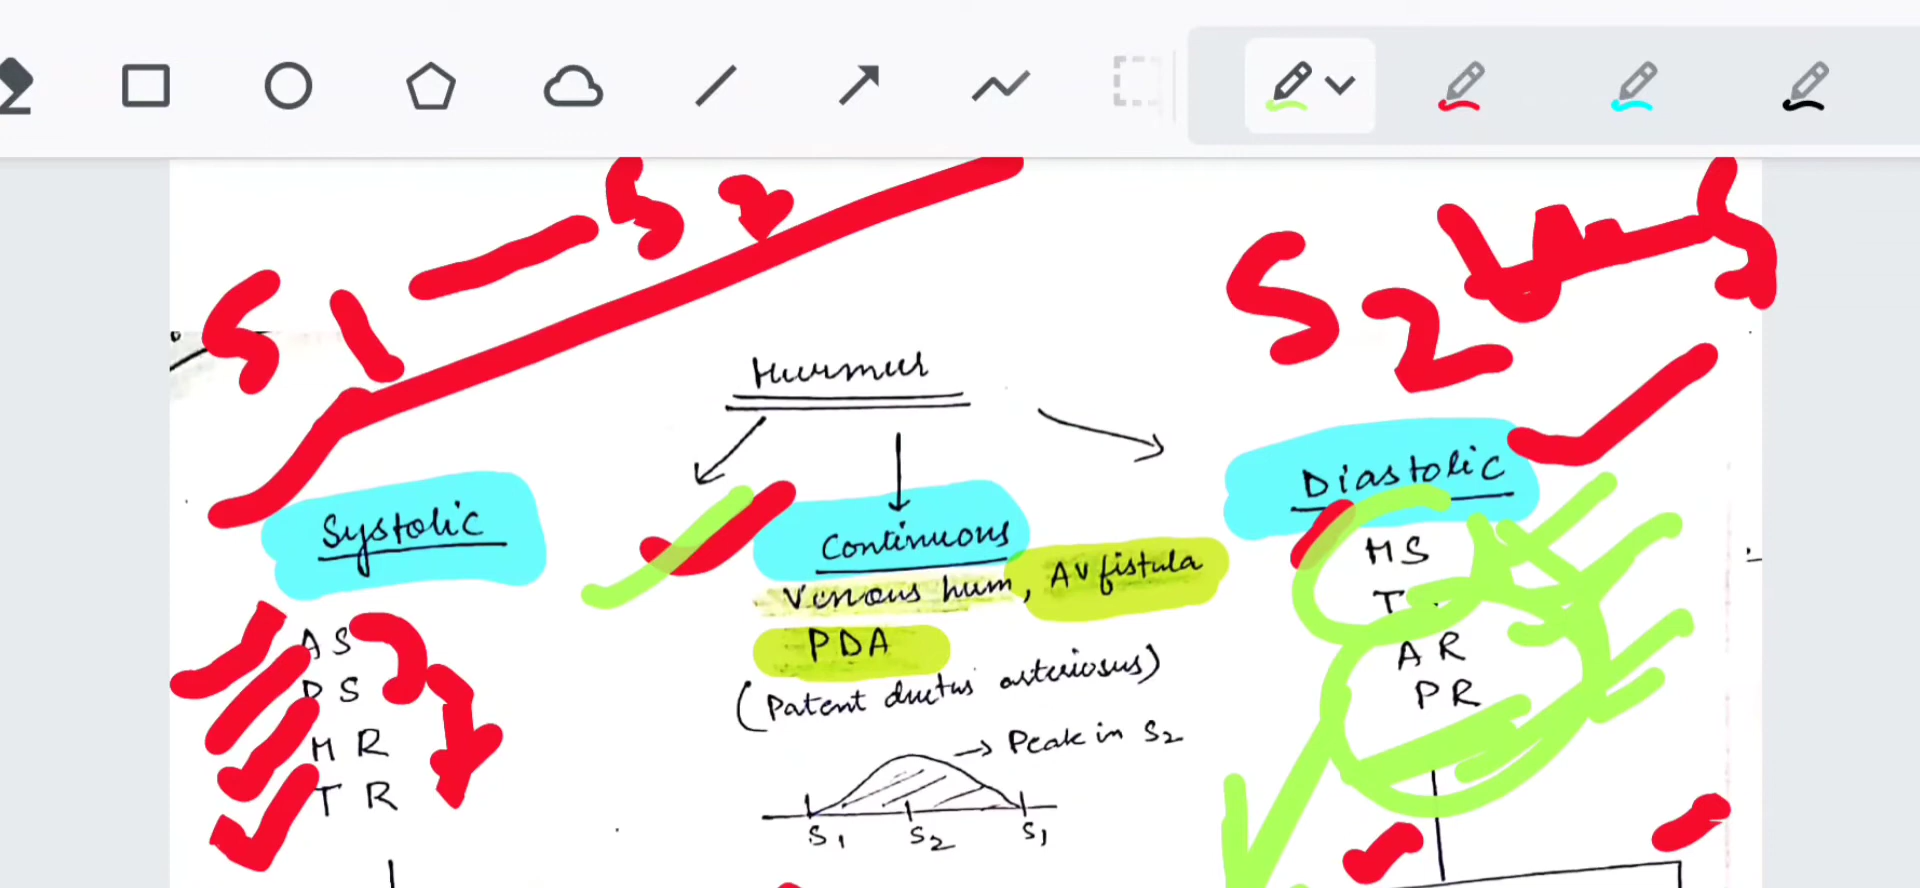 S1 — S2
S2
Murmur
Systolic
Continuous
Diastolic
Venous hum, AV fistula
PDA
(Patent ductus arteriosus)
→ Peak in S2
S1 S2 S1
AS
PS
MR
TR
MS
T
AR
PR